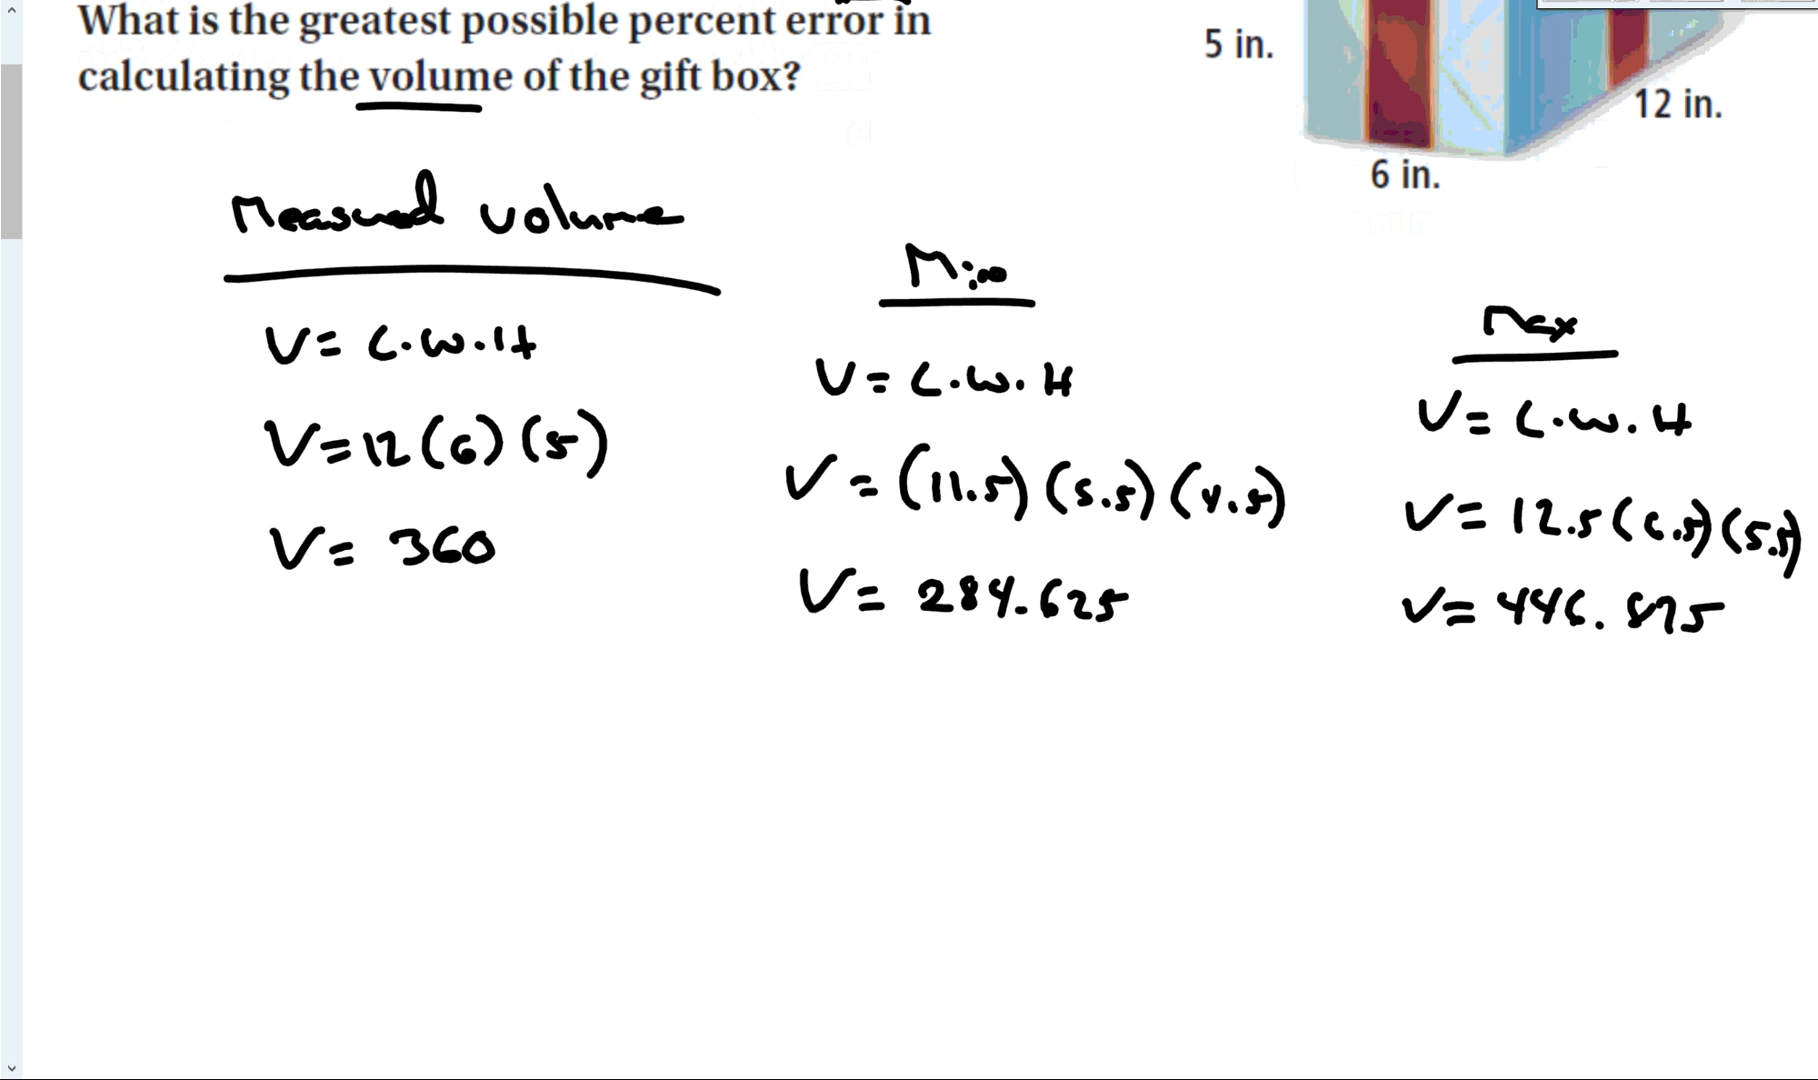 What is the greatest possible percent error in
calculating the volume of the gift box?
5 in.
12 in.
6 in.
Measured volume
V = L.W.H
V = 12 (6) (5)
V = 360
Min
V = L.W.H
V = (11.5) (5.5) (4.5)
V = 284.625
Max
V = L.W.H
V = 12.5 (6.5) (5.5)
V = 446.875